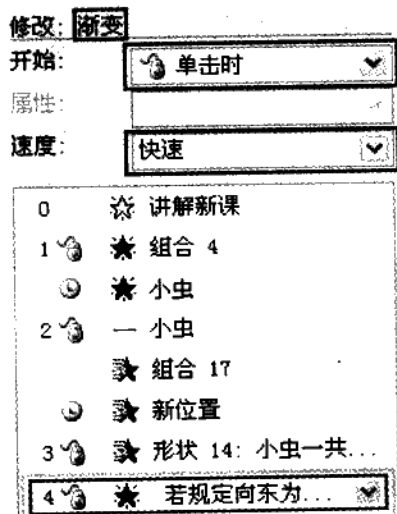 修改: 渐变
开始: 单击时
属性:
速度: 快速
0 讲解新课
1 组合 4
小虫
2 小虫
组合 17
新位置
3 形状 14: 小虫一共...
4 若规定向东为...